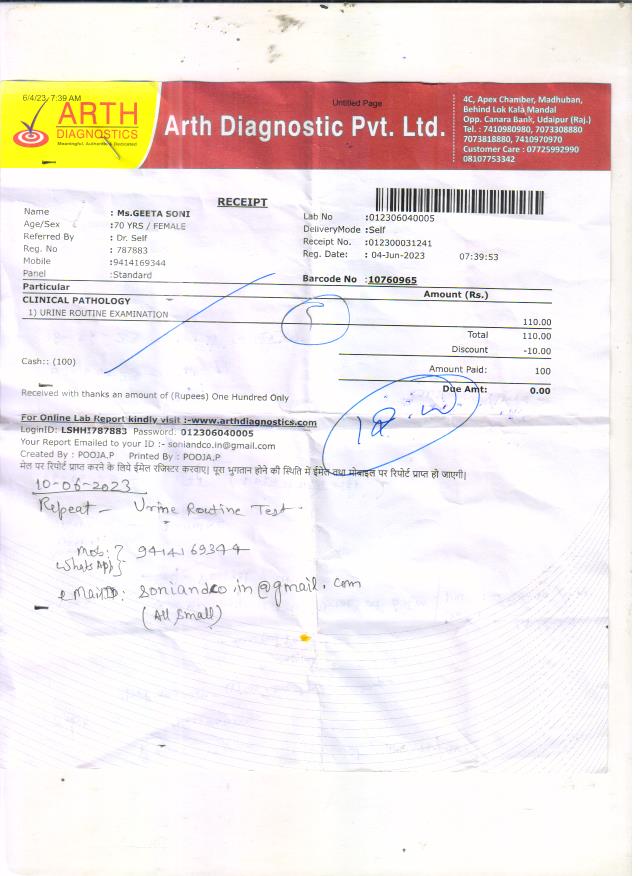 6/4/23, 7:39 AM
Untitled Page
ARTH
DIAGNOSTICS
Meaningful, Authentic & Dedicated
Arth Diagnostic Pvt. Ltd.
4C, Apex Chamber, Madhuban,
Behind Lok Kala Mandal
Opp. Canara Bank, Udaipur (Raj.)
Tel. : 7410980980, 7073308880
7073818880, 7410970970
Customer Care : 07725992990
08107753342
RECEIPT
Name : Ms.GEETA SONI
Age/Sex :70 YRS / FEMALE
Referred By : Dr. Self
Reg. No : 787883
Mobile :9414169344
Panel :Standard
Lab No :012306040005
DeliveryMode :Self
Receipt No. :012300031241
Reg. Date: : 04-Jun-2023 07:39:53
Barcode No :10760965
Particular Amount (Rs.)
CLINICAL PATHOLOGY
1) URINE ROUTINE EXAMINATION 110.00
Total 110.00
Discount -10.00
Cash:: (100)
Amount Paid: 100
Received with thanks an amount of (Rupees) One Hundred Only
Due Amt: 0.00
For Online Lab Report kindly visit :-www.arthdiagnostics.com
LoginID: LSHHI787883 Password: 012306040005
Your Report Emailed to your ID :- soniandco.in@gmail.com
Created By : POOJA.P Printed By : POOJA.P
मेल पर रिपोर्ट प्राप्त करने के लिये ईमेल रजिस्टर करवाए। पूरा भुगतान होने की स्थिति में ईमेल तथा मोबाइल पर रिपोर्ट प्राप्त हो जाएगी।
10-06-2023
Repeat - Urine Routine Test.
Mob: } 9414169344
WhatsApp }
eMailID: soniandco.in@gmail.com
(All Small)